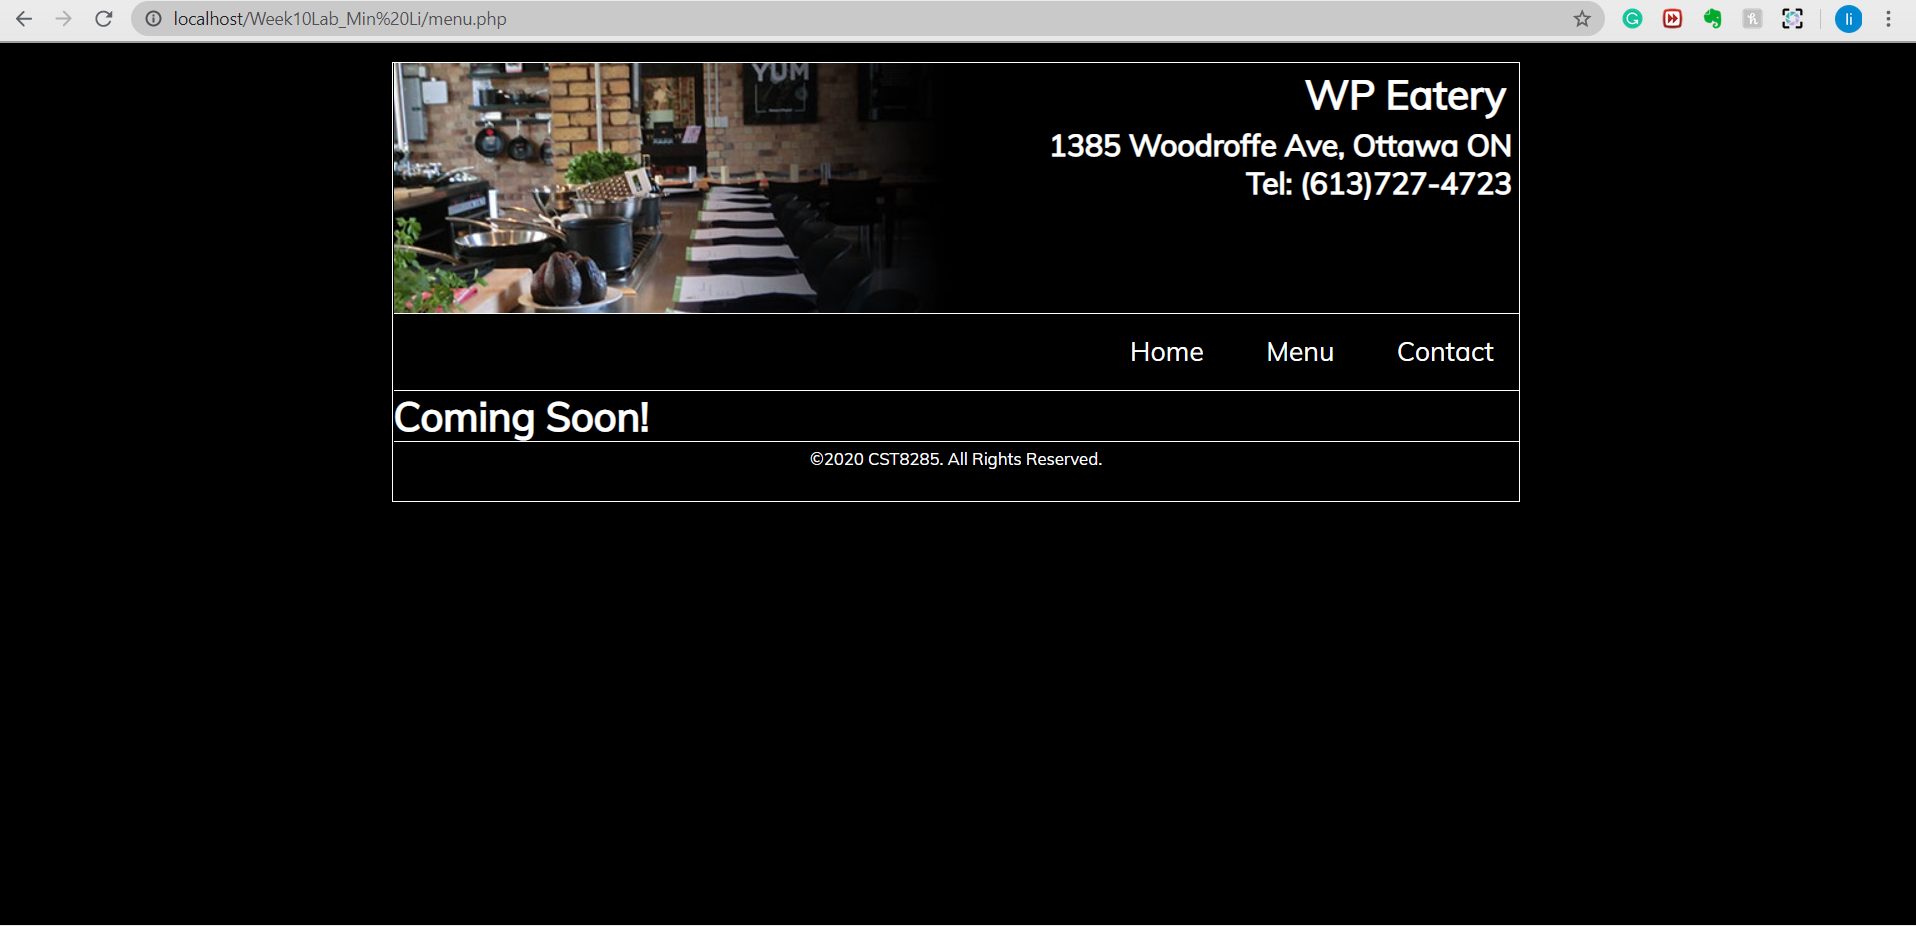 localhost/Week10Lab_Min%20Li/menu.php
li
YUM
WP Eatery
1385 Woodroffe Ave, Ottawa ON
Tel: (613)727-4723
Home Menu Contact
Coming Soon!
©2020 CST8285. All Rights Reserved.